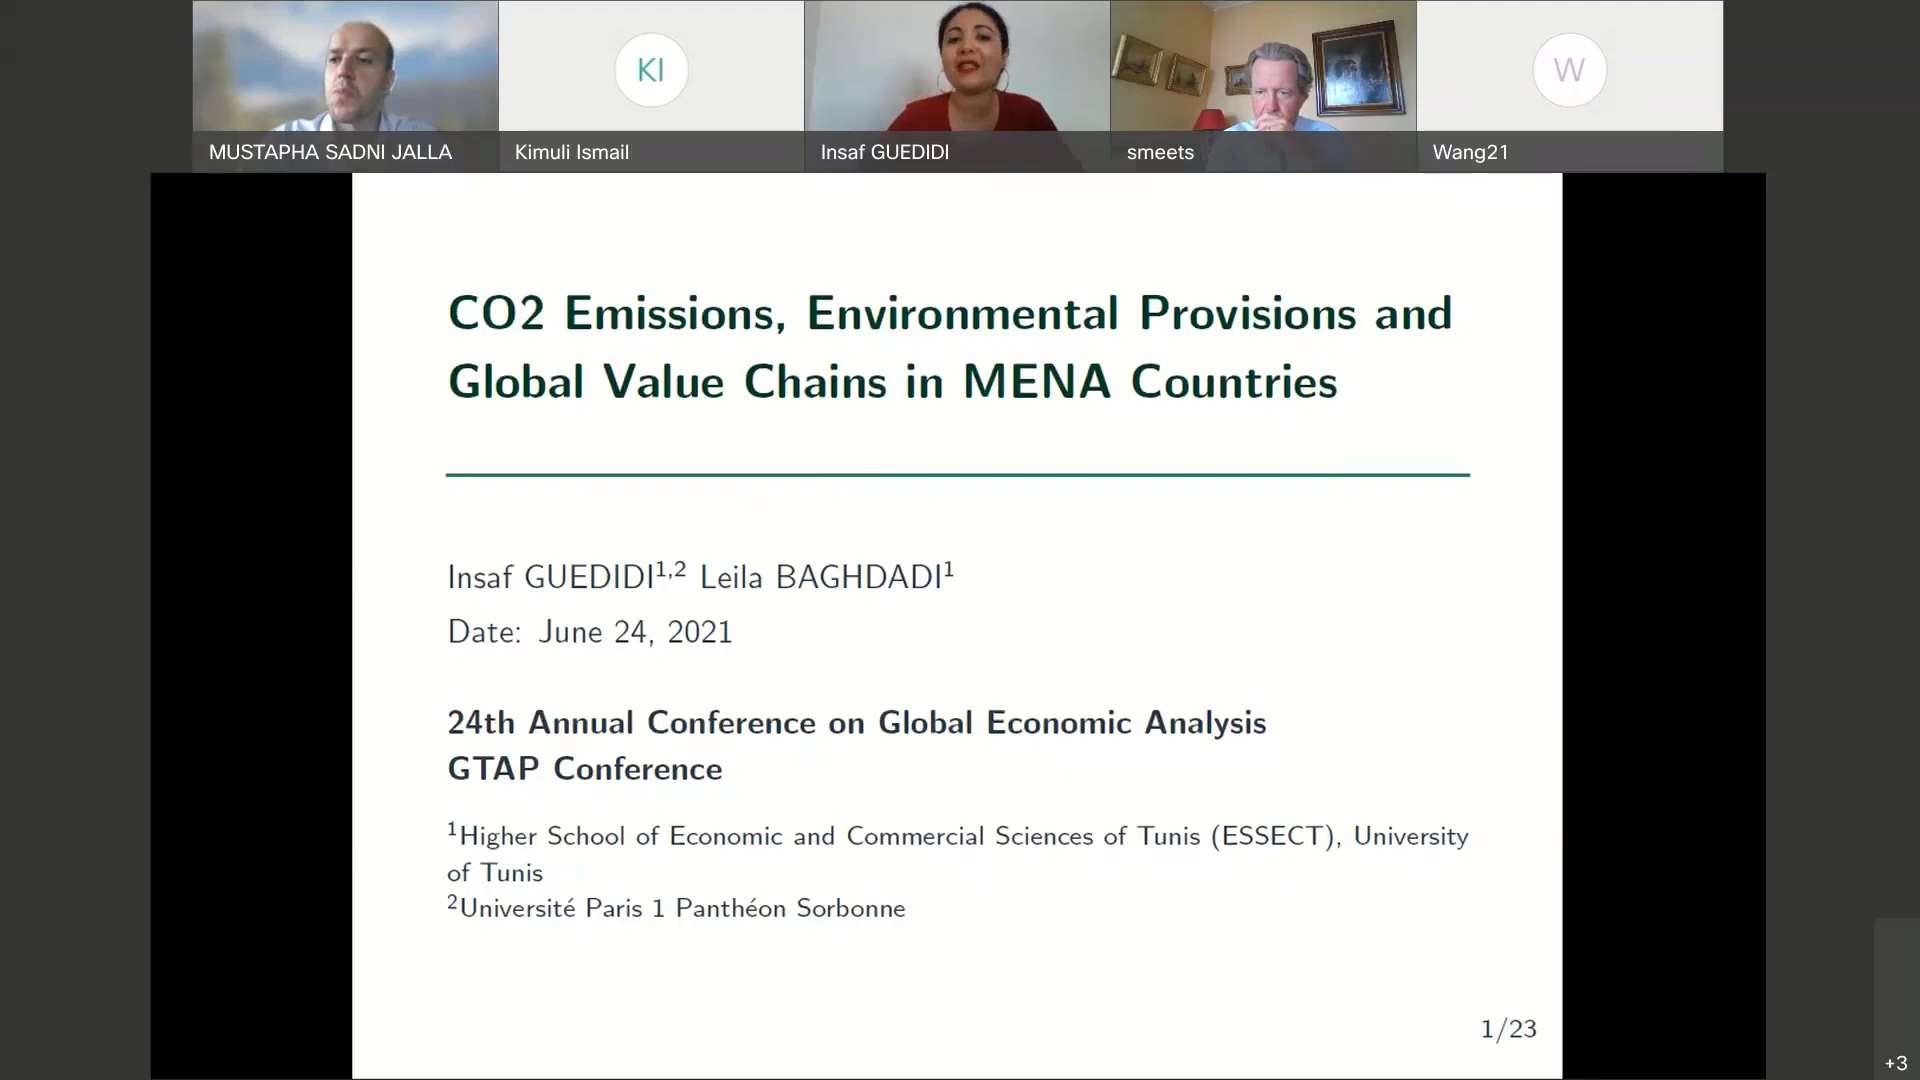 KI
W
MUSTAPHA SADNI JALLA
Kimuli Ismail
Insaf GUEDIDI
smeets
Wang21
CO2 Emissions, Environmental Provisions and
Global Value Chains in MENA Countries
Insaf GUEDIDI¹,² Leila BAGHDADI¹
Date: June 24, 2021
24th Annual Conference on Global Economic Analysis
GTAP Conference
¹Higher School of Economic and Commercial Sciences of Tunis (ESSECT), University
of Tunis
²Université Paris 1 Panthéon Sorbonne
1/23
+3